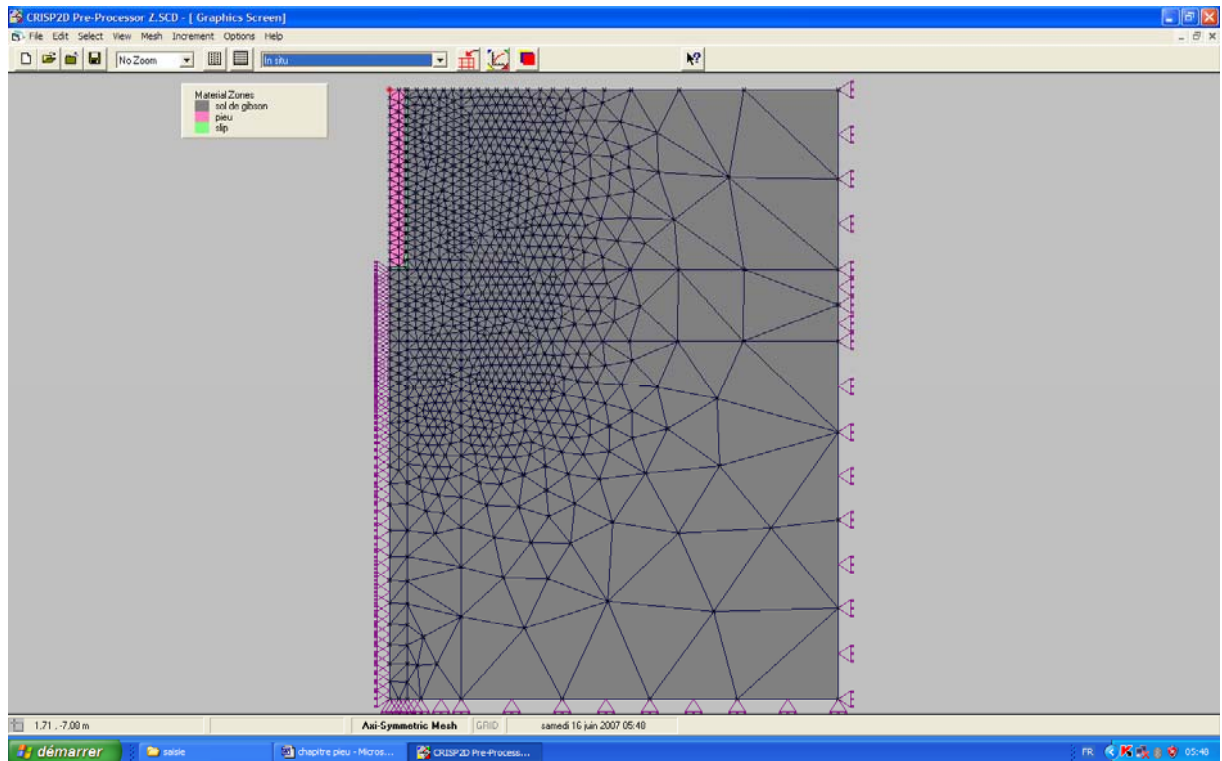 CRISP2D Pre-Processor Z.SCD - [ Graphics Screen]
File Edit Select View Mesh Increment Options Help
No Zoom
In situ
Material Zones
sol de gibson
pieu
slip
1.71 , -7.08 m
Axi-Symmetric Mesh
GRID
samedi 16 juin 2007 05:48
démarrer
saisie
chapitre pieu - Micros...
CRISP2D Pre-Process...
FR
05:48